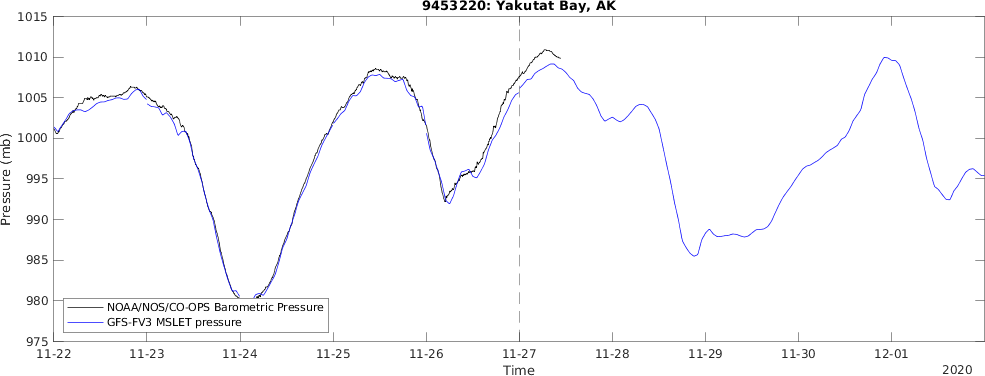 9453220: Yakutat Bay, AK
Pressure (mb)
1015
1010
1005
1000
995
990
985
980
975
NOAA/NOS/CO-OPS Barometric Pressure
GFS-FV3 MSLET pressure
11-22 11-23 11-24 11-25 11-26 11-27 11-28 11-29 11-30 12-01
Time
2020